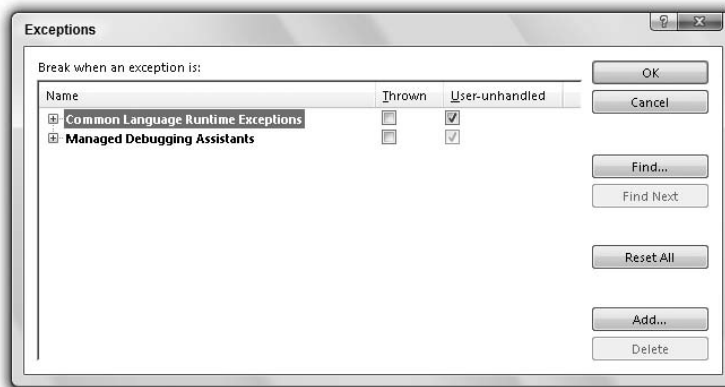 Exceptions
Break when an exception is:
Name Thrown User-unhandled
Common Language Runtime Exceptions
Managed Debugging Assistants
OK
Cancel
Find...
Find Next
Reset All
Add...
Delete